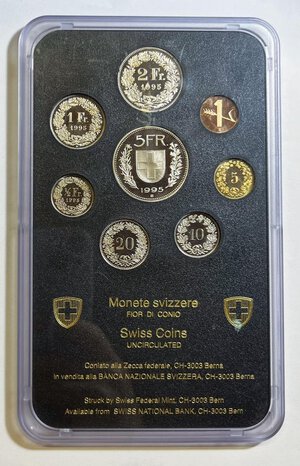 2 Fr.
1995
1 Fr.
1995
1
5 FR
1995
½ Fr.
1995
5
20
10
Monete svizzere
FIOR DI CONIO
Swiss Coins
UNCIRCULATED
Coniato alla Zecca federale, CH-3003 Berna
In vendita alla BANCA NAZIONALE SVIZZERA, CH-3003 Berna
Struck by Swiss Federal Mint, CH-3003 Bern
Available from SWISS NATIONAL BANK, CH-3003 Bern